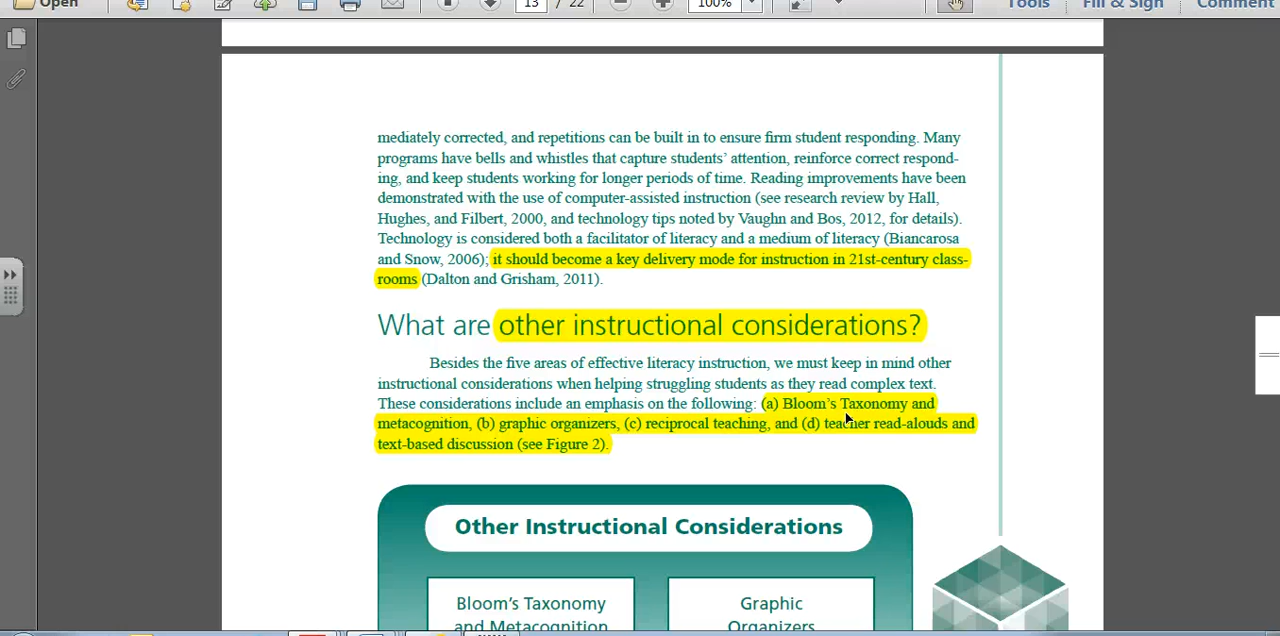 Open
13 / 22
100%
Tools
Fill & Sign
Comment
mediately corrected, and repetitions can be built in to ensure firm student responding. Many
programs have bells and whistles that capture students’ attention, reinforce correct respond-
ing, and keep students working for longer periods of time. Reading improvements have been
demonstrated with the use of computer-assisted instruction (see research review by Hall,
Hughes, and Filbert, 2000, and technology tips noted by Vaughn and Bos, 2012, for details).
Technology is considered both a facilitator of literacy and a medium of literacy (Biancarosa
and Snow, 2006); it should become a key delivery mode for instruction in 21st-century class-
rooms (Dalton and Grisham, 2011).
What are other instructional considerations?
Besides the five areas of effective literacy instruction, we must keep in mind other
instructional considerations when helping struggling students as they read complex text.
These considerations include an emphasis on the following: (a) Bloom’s Taxonomy and
metacognition, (b) graphic organizers, (c) reciprocal teaching, and (d) teacher read-alouds and
text-based discussion (see Figure 2).
Other Instructional Considerations
Bloom’s Taxonomy
and Metacognition
Graphic
Organizers